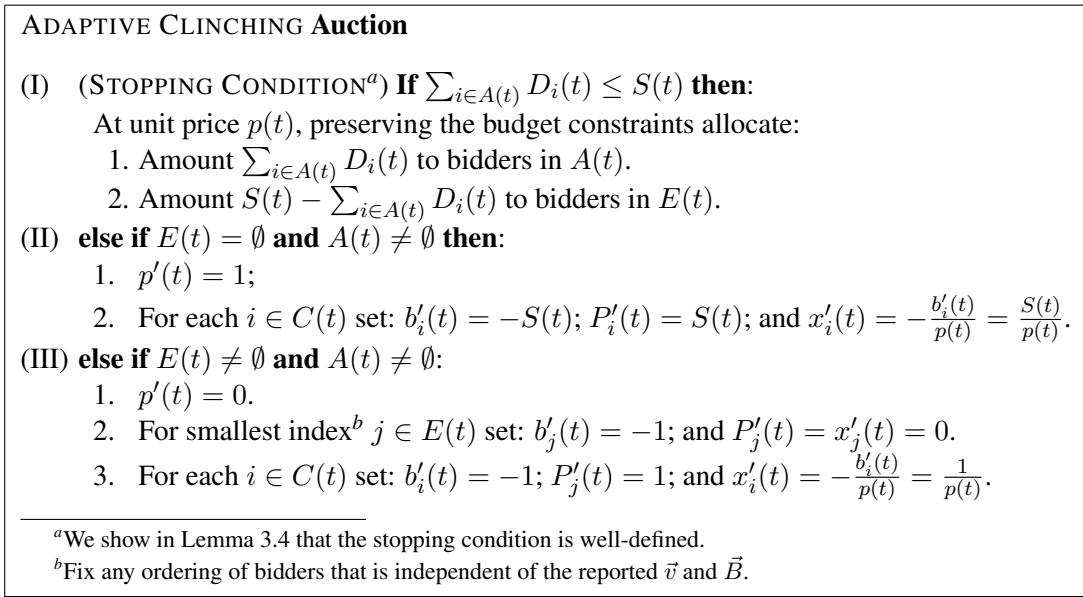 ADAPTIVE CLINCHING Auction
(I) (STOPPING CONDITION^a) If ∑_{i∈A(t)} D_i(t) ≤ S(t) then:
At unit price p(t), preserving the budget constraints allocate:
1. Amount ∑_{i∈A(t)} D_i(t) to bidders in A(t).
2. Amount S(t) − ∑_{i∈A(t)} D_i(t) to bidders in E(t).
(II) else if E(t) = ∅ and A(t) ≠ ∅ then:
1. p′(t) = 1;
2. For each i ∈ C(t) set: b′_i(t) = −S(t); P′_i(t) = S(t); and x′_i(t) = −b′_i(t)/p(t) = S(t)/p(t).
(III) else if E(t) ≠ ∅ and A(t) ≠ ∅:
1. p′(t) = 0.
2. For smallest index^b j ∈ E(t) set: b′_j(t) = −1; and P′_j(t) = x′_j(t) = 0.
3. For each i ∈ C(t) set: b′_i(t) = −1; P′_j(t) = 1; and x′_i(t) = −b′_i(t)/p(t) = 1/p(t).
^aWe show in Lemma 3.4 that the stopping condition is well-defined.
^bFix any ordering of bidders that is independent of the reported v⃗ and B⃗.